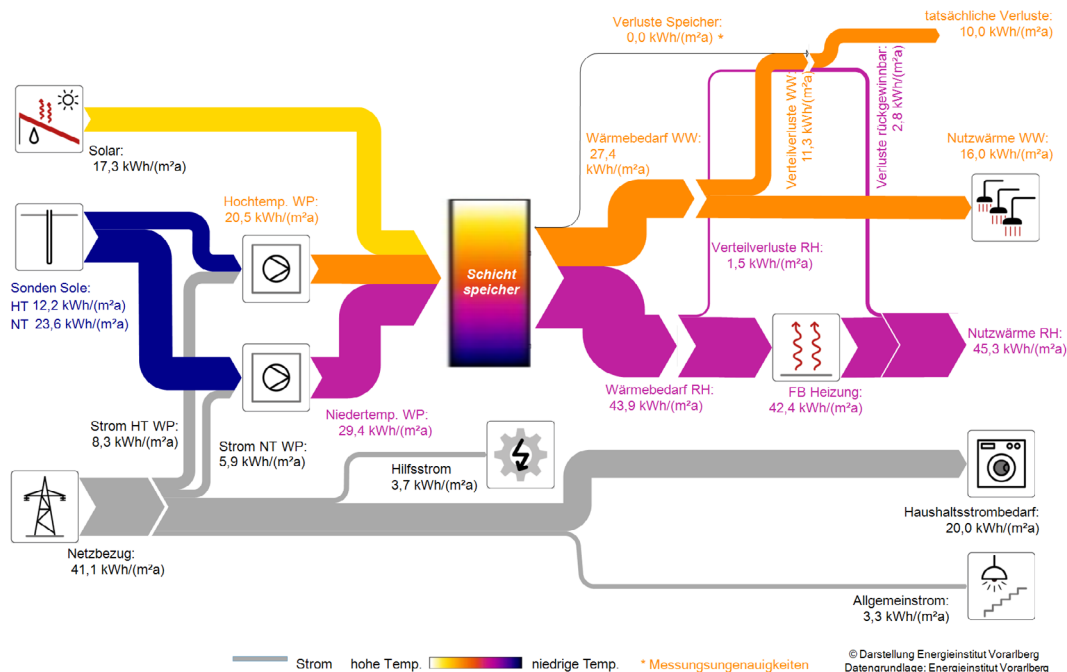 Verluste Speicher:
0,0 kWh/(m²a) *
tatsächliche Verluste:
10,0 kWh/(m²a)
Solar:
17,3 kWh/(m²a)
Wärmebedarf WW:
27,4
kWh/(m²a)
Verteilverluste WW:
11,3 kWh/(m²a)
Verluste rückgewinnbar:
2,8 kWh/(m²a)
Nutzwärme WW:
16,0 kWh/(m²a)
Hochtemp. WP:
20,5 kWh/(m²a)
Schicht
speicher
Verteilverluste RH:
1,5 kWh/(m²a)
Sonden Sole:
HT 12,2 kWh/(m²a)
NT 23,6 kWh/(m²a)
Nutzwärme RH:
45,3 kWh/(m²a)
Wärmebedarf RH:
43,9 kWh/(m²a)
FB Heizung:
42,4 kWh/(m²a)
Niedertemp. WP:
29,4 kWh/(m²a)
Strom HT WP:
8,3 kWh/(m²a)
Strom NT WP:
5,9 kWh/(m²a)
Hilfsstrom
3,7 kWh/(m²a)
Haushaltsstrombedarf:
20,0 kWh/(m²a)
Netzbezug:
41,1 kWh/(m²a)
Allgemeinstrom:
3,3 kWh/(m²a)
Strom hohe Temp. niedrige Temp. * Messungsungenauigkeiten
© Darstellung Energieinstitut Vorarlberg
Datengrundlage: Energieinstitut Vorarlberg